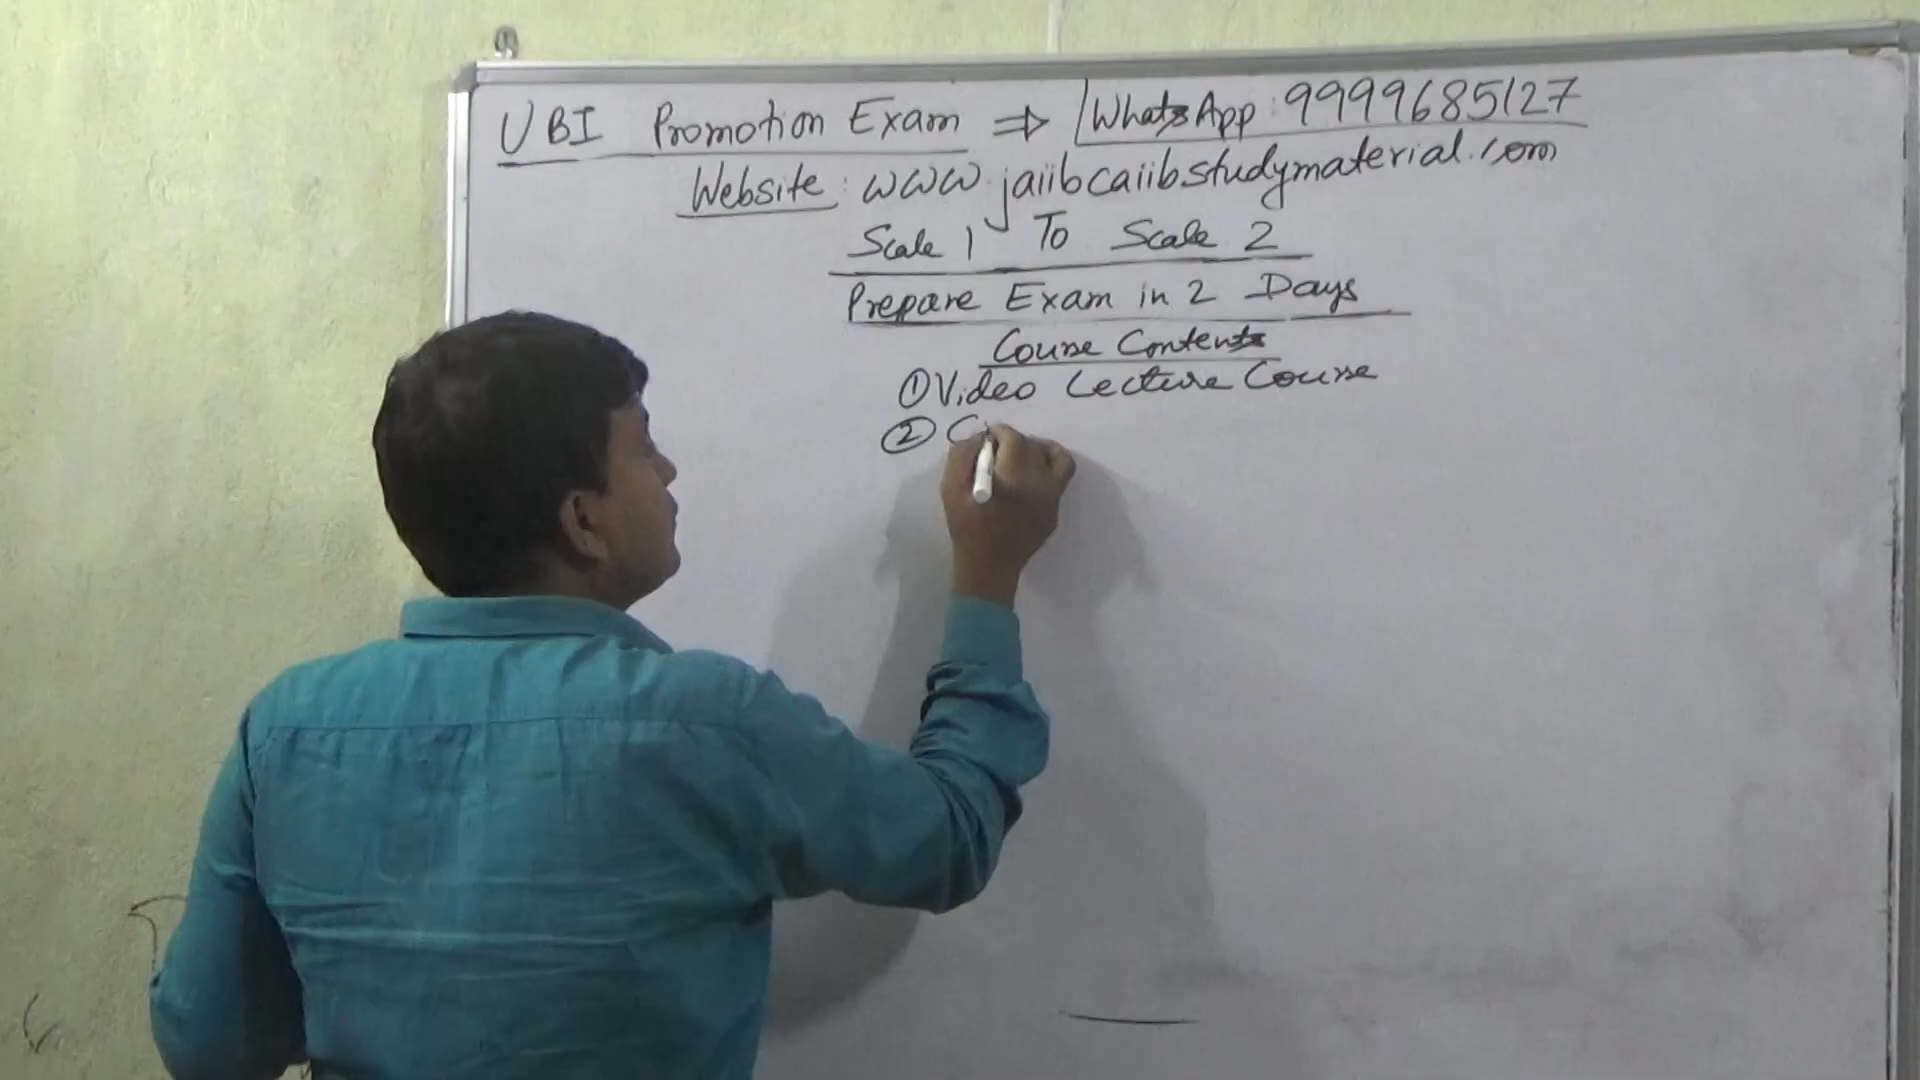 UBI Promotion Exam ⇒ WhatsApp: 9999685127
Website: www.jaiibcaiibstudymaterial.com
Scale 1 To Scale 2
Prepare Exam in 2 Days
Course Contents
① Video Lecture Course
②